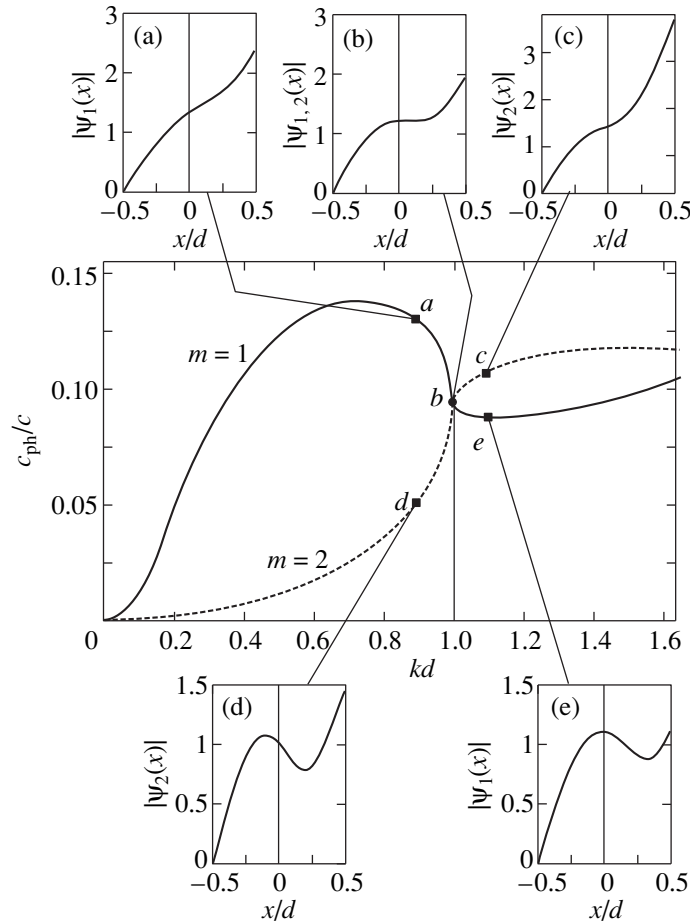 (a)
|ψ₁(x)|
3
2
1
0
−0.5 0 0.5
x/d
(b)
|ψ₁, ₂(x)|
3
2
1
0
−0.5 0 0.5
x/d
(c)
|ψ₂(x)|
3
2
1
0
−0.5 0 0.5
x/d
c_ph/c
0.15
0.10
0.05
0 0.2 0.4 0.6 0.8 1.0 1.2 1.4 1.6
kd
m = 1
m = 2
a
b
c
d
e
(d)
|ψ₂(x)|
1.5
1
0.5
0
−0.5 0 0.5
x/d
(e)
|ψ₁(x)|
1.5
1
0.5
0
−0.5 0 0.5
x/d